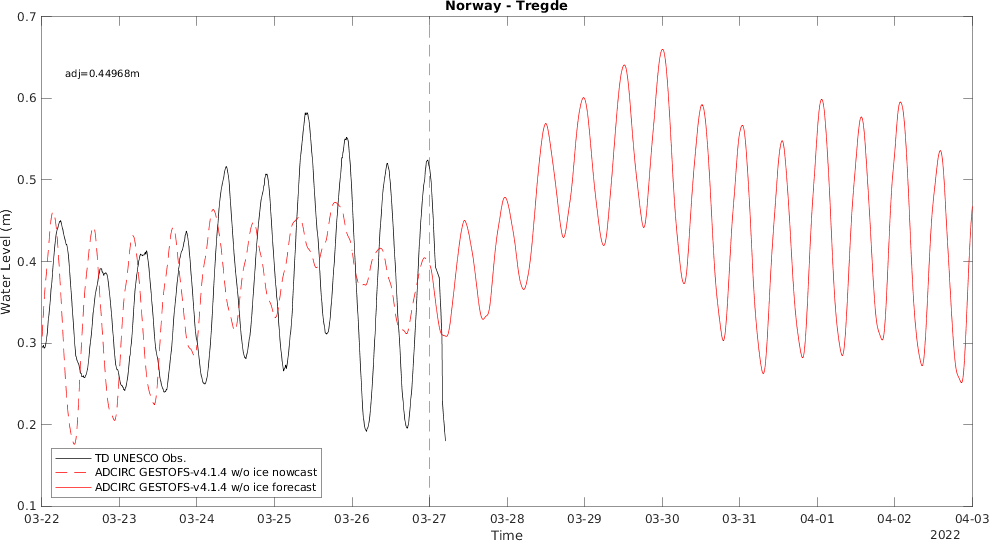 Norway - Tregde
0.7
adj=0.44968m
0.6
0.5
0.4
0.3
0.2
0.1
Water Level (m)
TD UNESCO Obs.
ADCIRC GESTOFS-v4.1.4 w/o ice nowcast
ADCIRC GESTOFS-v4.1.4 w/o ice forecast
03-22 03-23 03-24 03-25 03-26 03-27 03-28 03-29 03-30 03-31 04-01 04-02 04-03
Time
2022